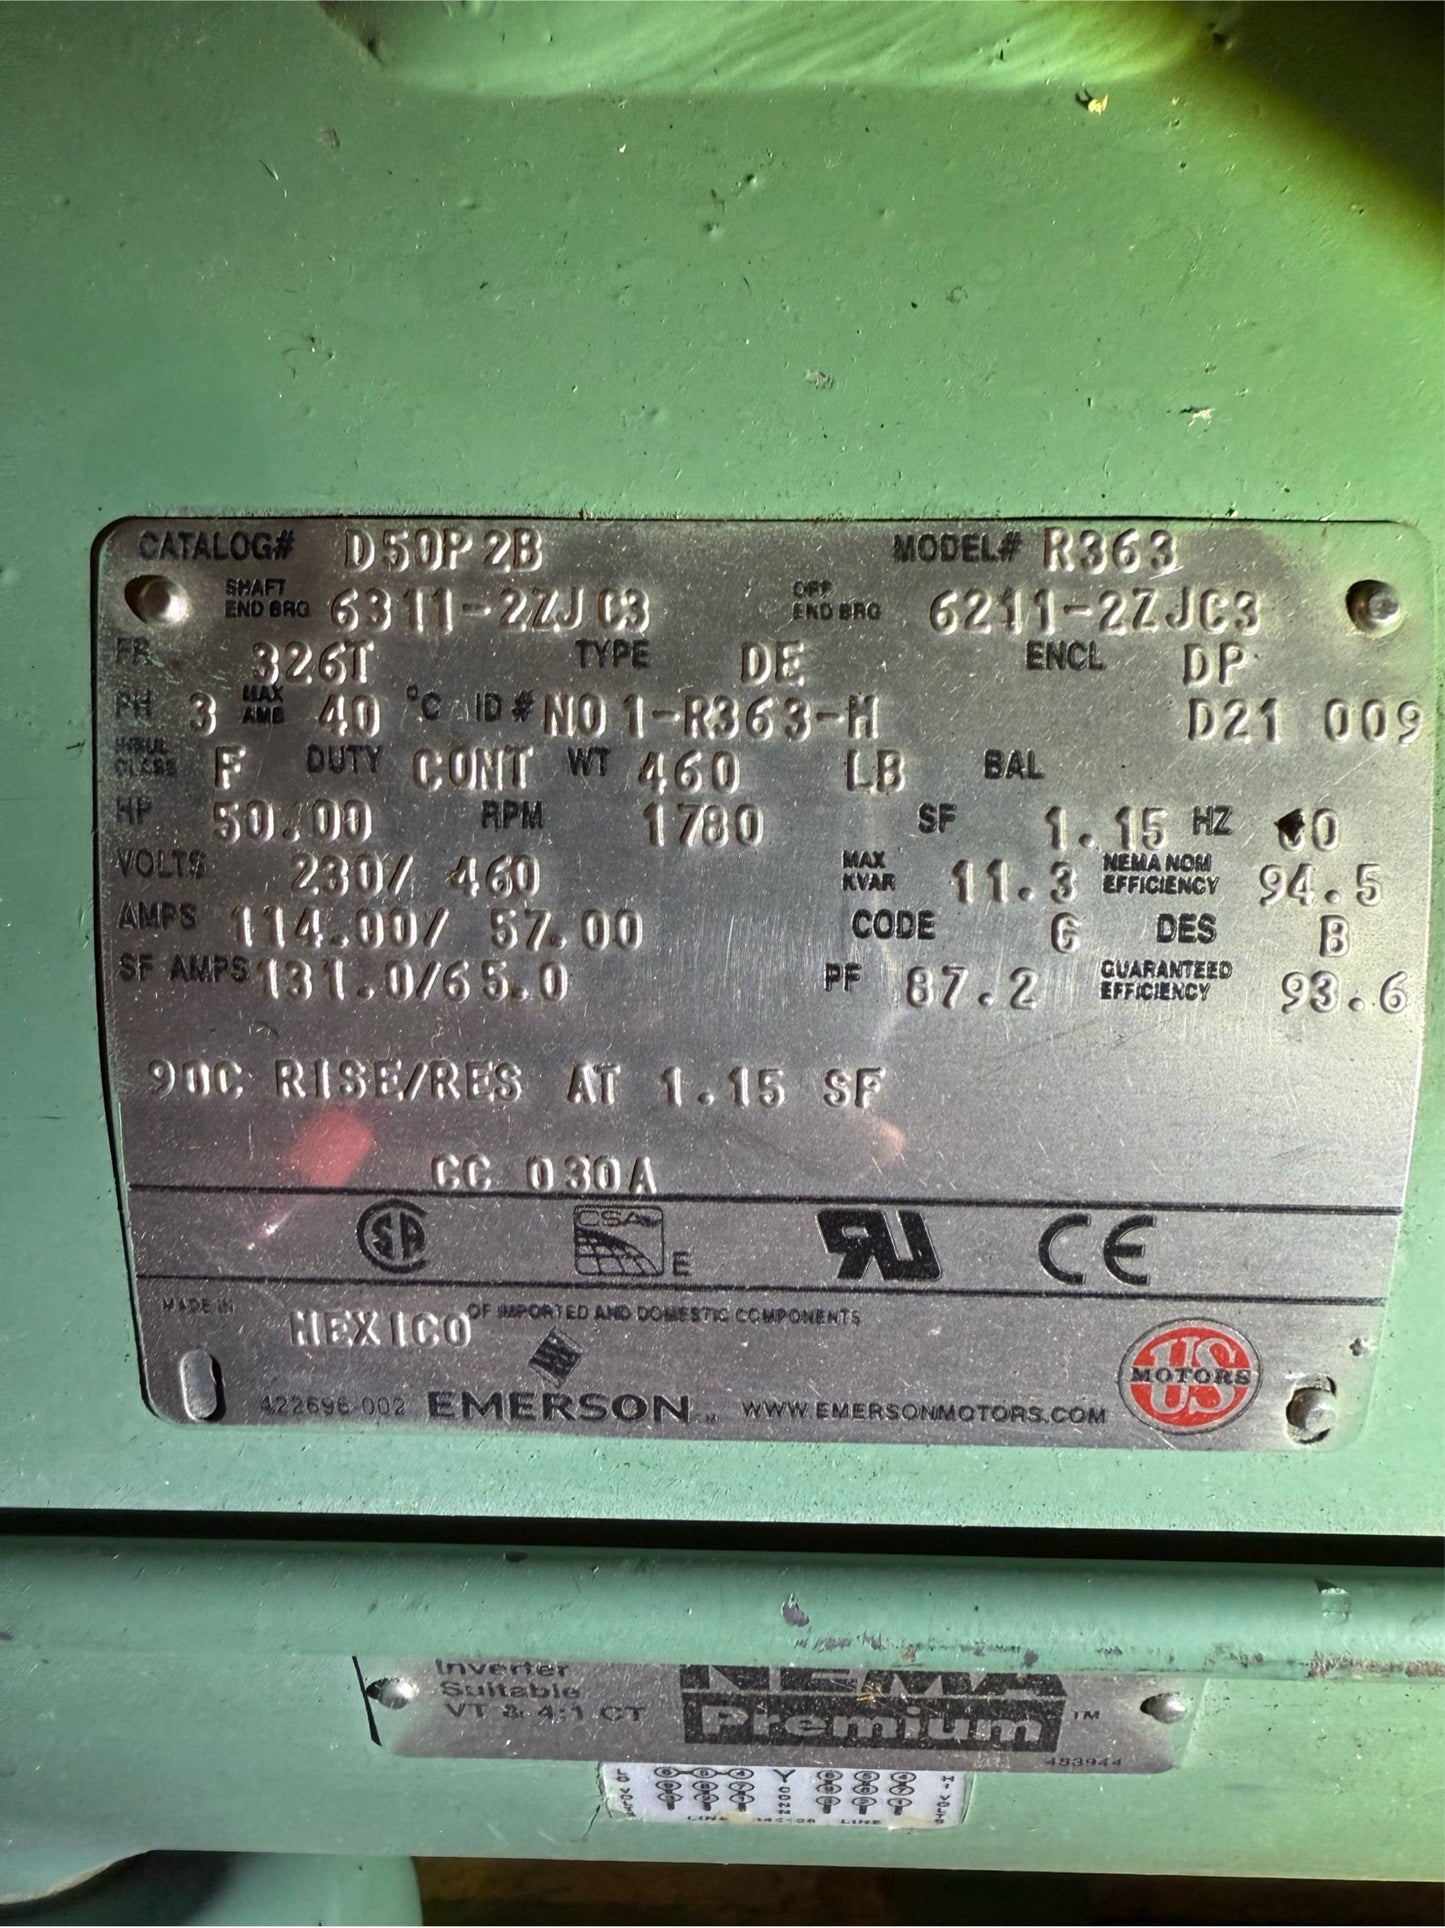 CATALOG# D50P2B MODEL# R363
SHAFT END BRG 6311-2ZJC3 OPP END BRG 6211-2ZJC3
FR 326T TYPE DE ENCL DP
PH 3 MAX AMB 40 °C ID# N01-R363-M D21 009
INSUL CLASS F DUTY CONT WT 460 LB BAL
HP 50.00 RPM 1780 SF 1.15 HZ 60
VOLTS 230/ 460 MAX KVAR 11.3 NEMA NOM EFFICIENCY 94.5
AMPS 114.00/ 57.00 CODE G DES B
SF AMPS 131.0/65.0 PF 87.2 GUARANTEED EFFICIENCY 93.6
90C RISE/RES AT 1.15 SF
CC 030A
SA CSA E RU CE
MADE IN MEXICO OF IMPORTED AND DOMESTIC COMPONENTS
422696-002 EMERSON WWW.EMERSONMOTORS.COM US MOTORS
Inverter
Suitable
VT & 4:1 CT
NEMA
Premium ™
483944
Y CONN
LINE LINE